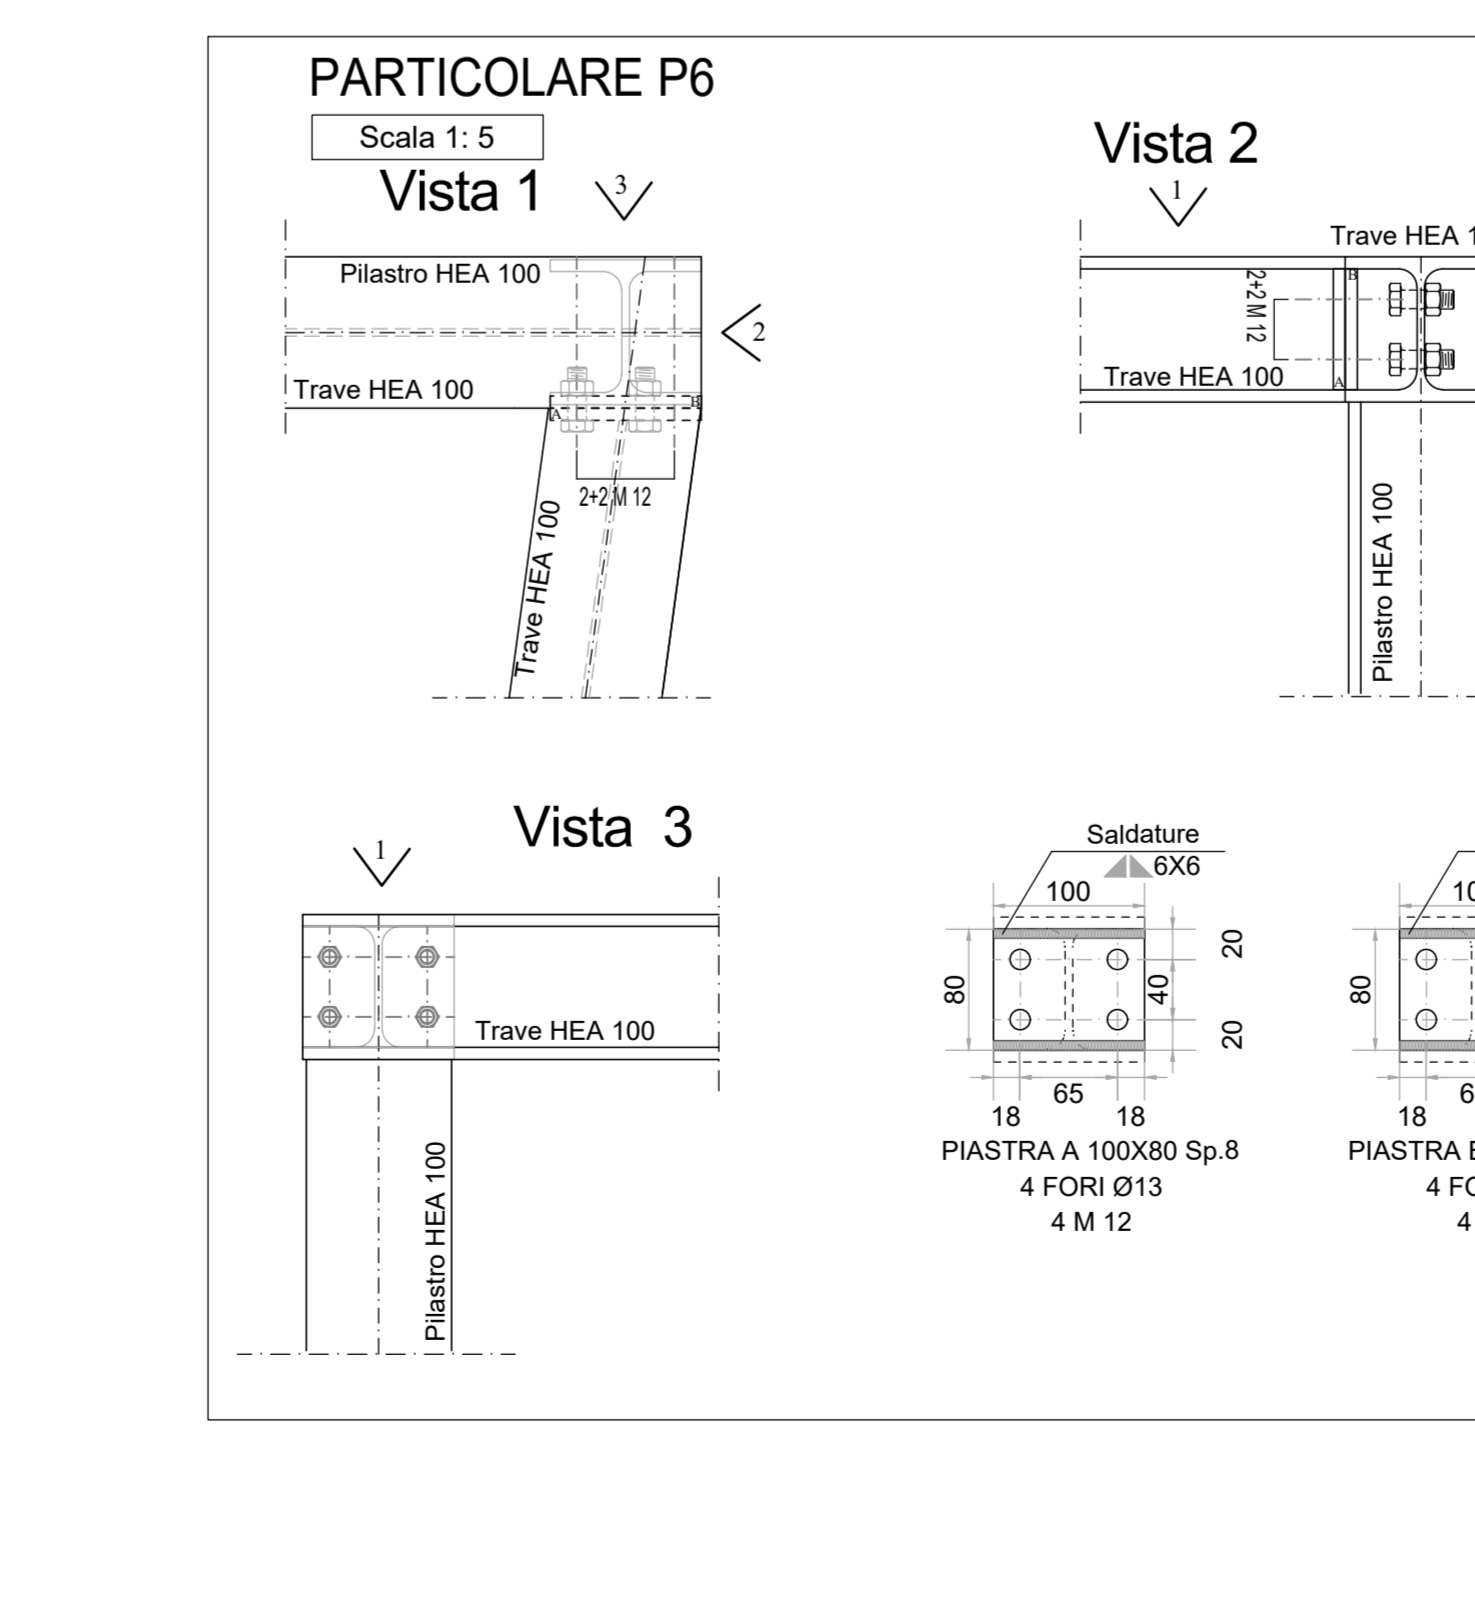 PARTICOLARE P6
Scala 1: 5
Vista 1
3
Pilastro HEA 100
2
Trave HEA 100
A
B
2+2 M 12
Trave HEA 100
Vista 2
1
Trave HEA 1
2+2 M 12
B
Trave HEA 100
A
Pilastro HEA 100
Vista 3
1
Trave HEA 100
Pilastro HEA 100
Saldature
6X6
100
20
80
40
20
65
18
18
PIASTRA A 100X80 Sp.8
4 FORI Ø13
4 M 12
10
80
6
18
PIASTRA B
4 FO
4